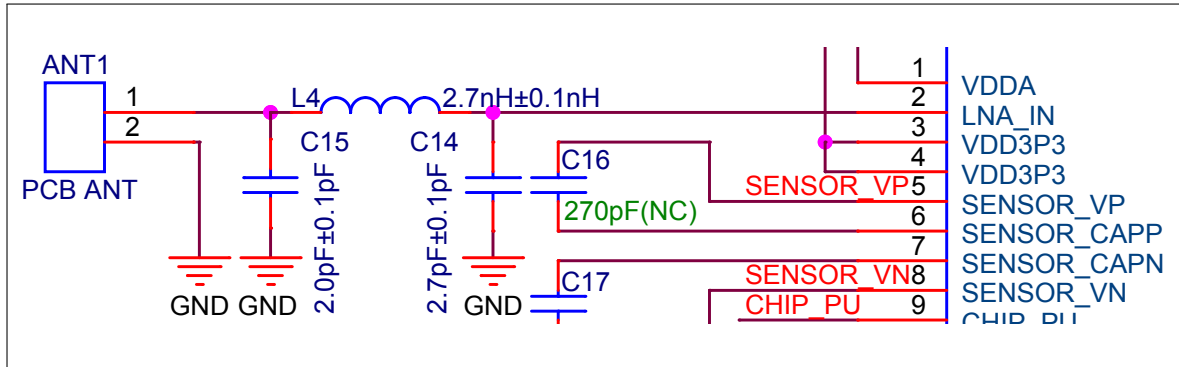 ANT1
1
2
PCB ANT
L4
2.7nH±0.1nH
C15
2.0pF±0.1pF
C14
2.7pF±0.1pF
GND
GND
GND
C16
270pF(NC)
C17
SENSOR_VP
SENSOR_VN
CHIP_PU
1
VDDA
2
LNA_IN
3
VDD3P3
4
VDD3P3
5
SENSOR_VP
6
SENSOR_CAPP
7
SENSOR_CAPN
8
SENSOR_VN
9
CHIP_PU